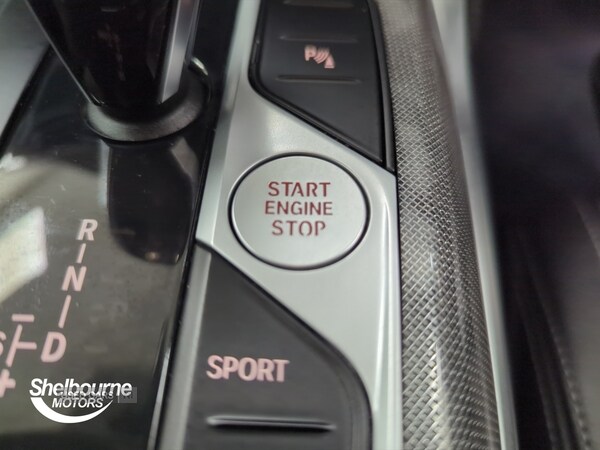 P
START
ENGINE
STOP
R
N
D
S
+
SPORT
Shelbourne
MOTORS